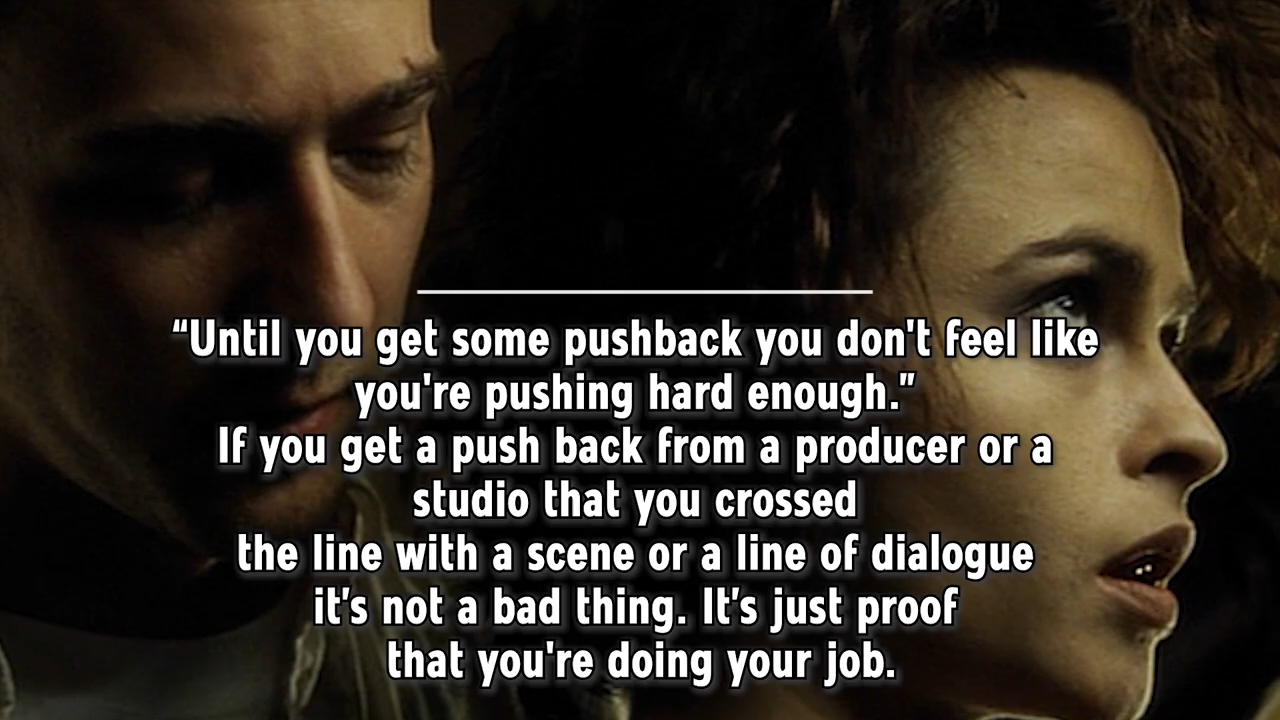 “Until you get some pushback you don't feel like
you're pushing hard enough.”
If you get a push back from a producer or a
studio that you crossed
the line with a scene or a line of dialogue
it's not a bad thing. It's just proof
that you're doing your job.